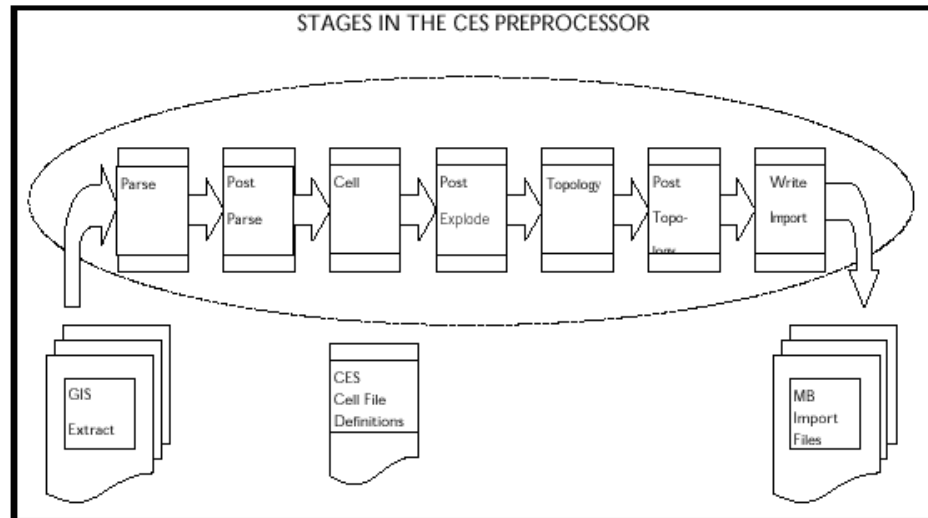 STAGES IN THE CES PREPROCESSOR
Parse
Post
Parse
Cell
Post
Explode
Topology
Post
Topo-
logy
Write
Import
GIS
Extract
CES
Cell File
Definitions
MB
Import
Files